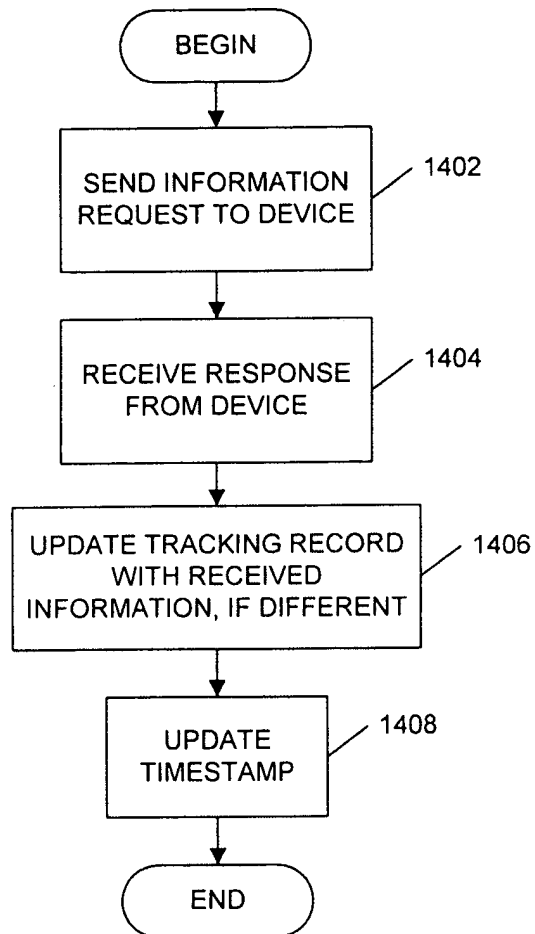 BEGIN
SEND INFORMATION
REQUEST TO DEVICE
1402
RECEIVE RESPONSE
FROM DEVICE
1404
UPDATE TRACKING RECORD
WITH RECEIVED
INFORMATION, IF DIFFERENT
1406
UPDATE
TIMESTAMP
1408
END